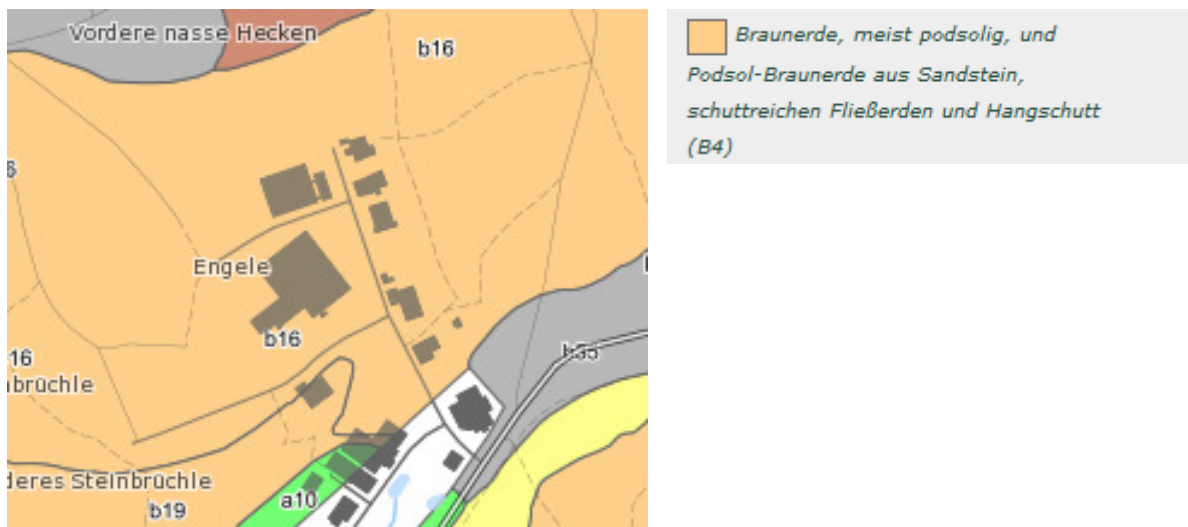 Vordere nasse Hecken
b16
6
Engele
b16
16
brüchle
b35
deres Steinbrüchle
b19
a10
Braunerde, meist podsolig, und
Podsol-Braunerde aus Sandstein,
schuttreichen Fließerden und Hangschutt
(B4)